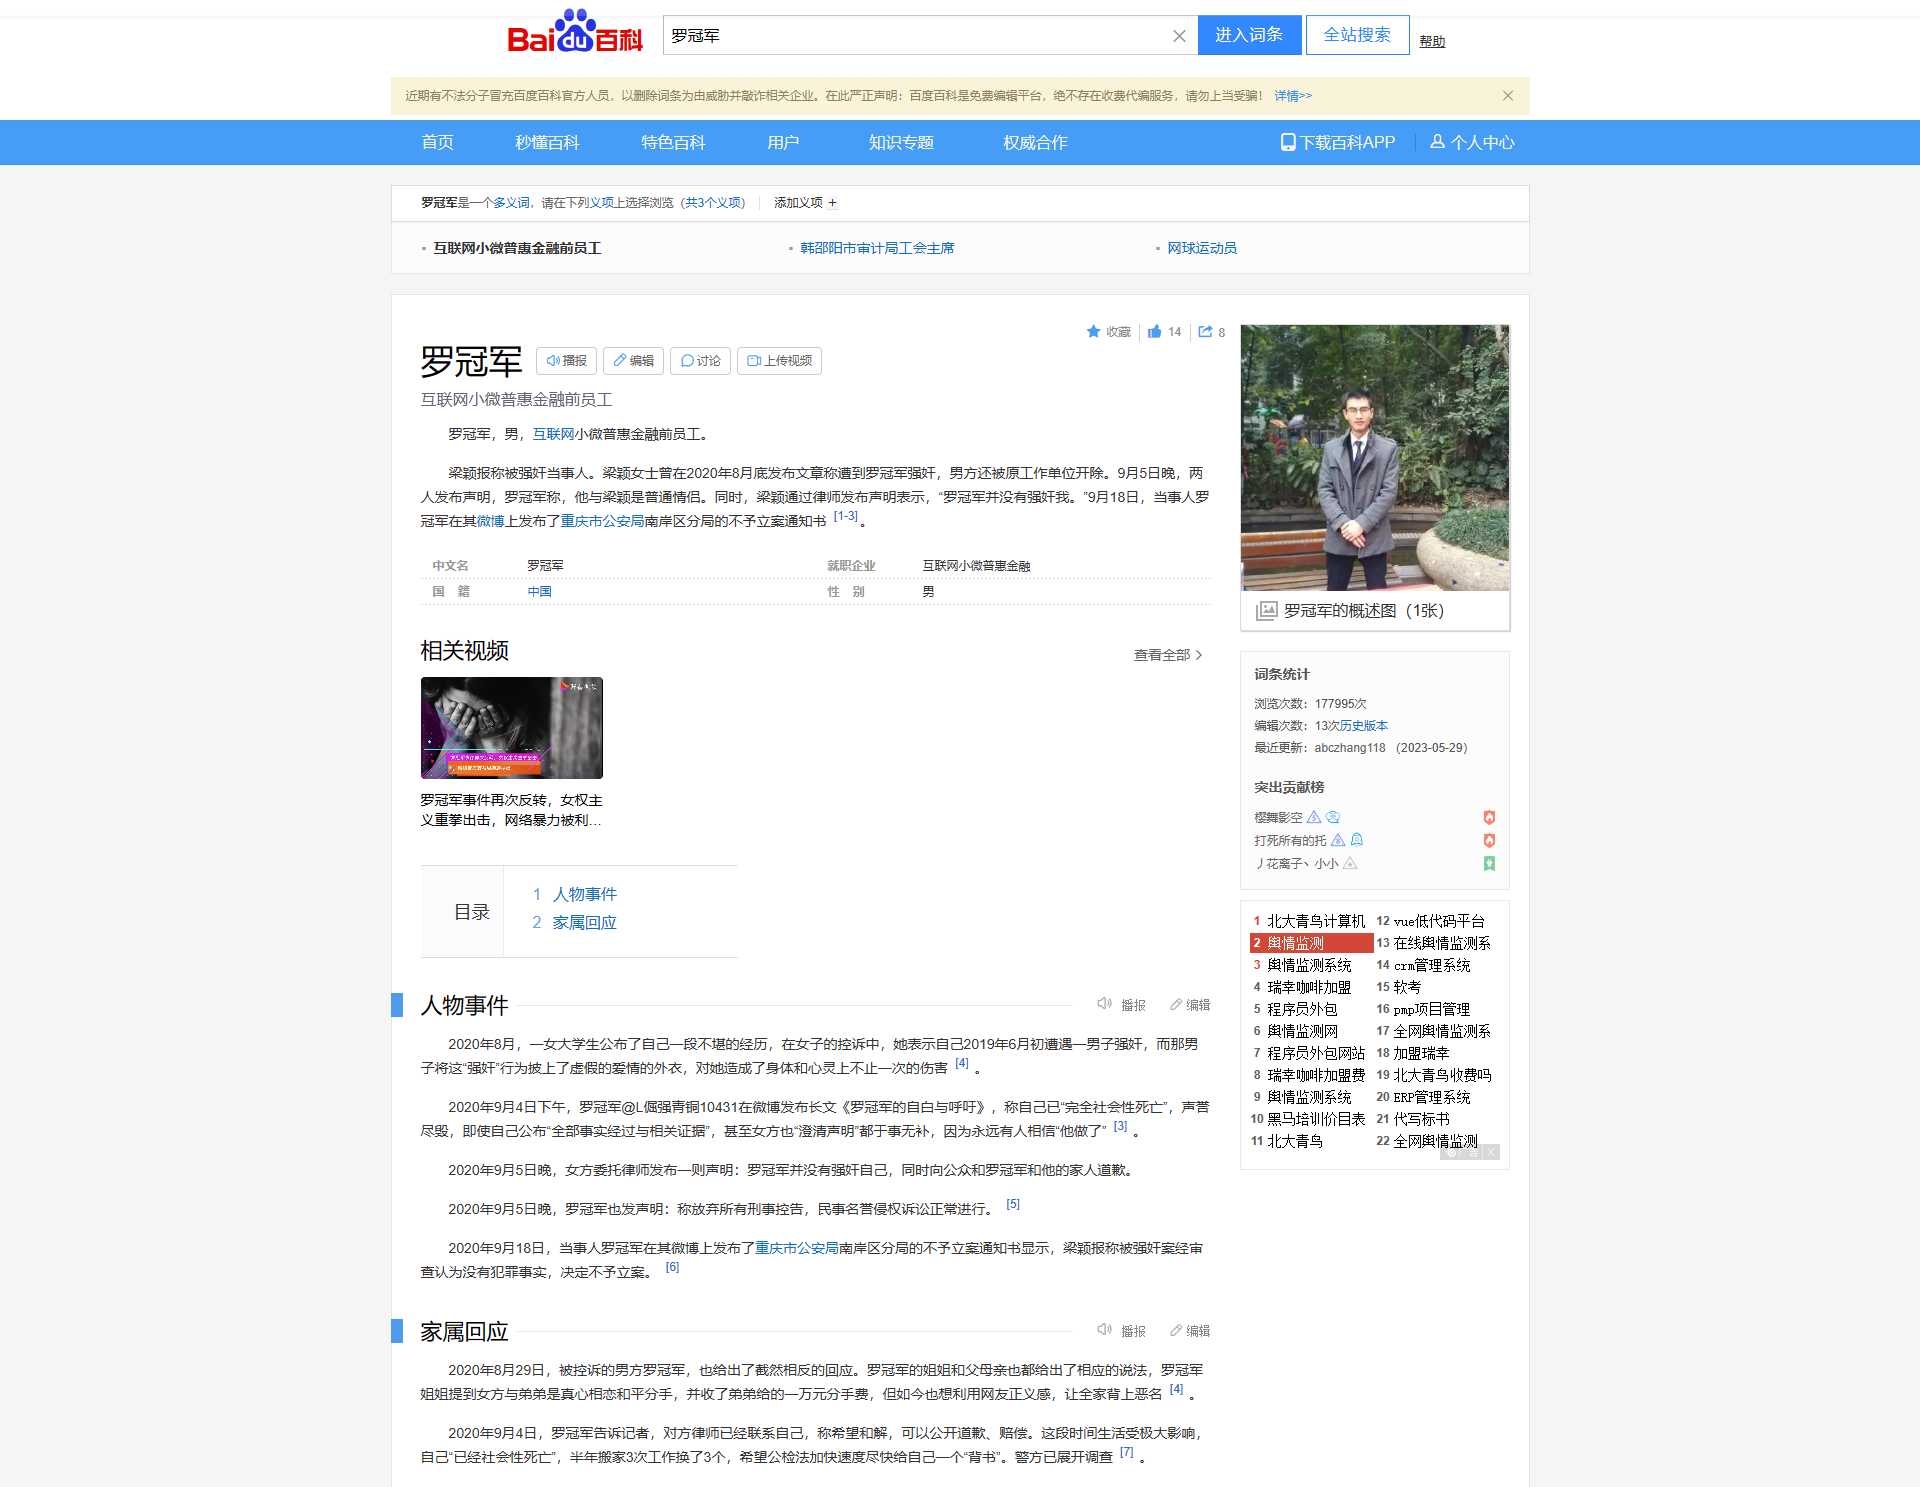 Bai du 百科
罗冠军
进入词条 全站搜索 帮助
近期有不法分子冒充百度百科官方人员，以删除词条为由威胁并敲诈相关企业。在此严正声明：百度百科是免费编辑平台，绝不存在收费代编服务，请勿上当受骗！ 详情>>
首页 秒懂百科 特色百科 用户 知识专题 权威合作 下载百科APP 个人中心
罗冠军是一个多义词，请在下列义项上选择浏览（共3个义项） 添加义项 +
▪ 互联网小微普惠金融前员工 ▪ 韩邵阳市审计局工会主席 ▪ 网球运动员
收藏 14 8
罗冠军 播报 编辑 讨论 上传视频
互联网小微普惠金融前员工
罗冠军，男，互联网小微普惠金融前员工。
梁颖报称被强奸当事人。梁颖女士曾在2020年8月底发布文章称遭到罗冠军强奸，男方还被原工作单位开除。9月5日晚，两
人发布声明，罗冠军称，他与梁颖是普通情侣。同时，梁颖通过律师发布声明表示，“罗冠军并没有强奸我。”9月18日，当事人罗
冠军在其微博上发布了重庆市公安局南岸区分局的不予立案通知书 [1-3] 。
中文名 罗冠军 就职企业 互联网小微普惠金融
国 籍 中国 性 别 男
罗冠军的概述图（1张）
相关视频 查看全部 >
罗冠军事件再次反转，女权主
义重拳出击，网络暴力被利...
词条统计
浏览次数：177995次
编辑次数：13次历史版本
最近更新：abczhang118 （2023-05-29）
突出贡献榜
樱舞影空
打死所有的托
丿花离子丶小小
目录
1 人物事件
2 家属回应
1 北大青鸟计算机 12 vue低代码平台
2 舆情监测 13 在线舆情监测系
3 舆情监测系统 14 crm管理系统
4 瑞幸咖啡加盟 15 软考
5 程序员外包 16 pmp项目管理
6 舆情监测网 17 全网舆情监测系
7 程序员外包网站 18 加盟瑞幸
8 瑞幸咖啡加盟费 19 北大青鸟收费吗
9 舆情监测系统 20 ERP管理系统
10 黑马培训价目表 21 代写标书
11 北大青鸟 22 全网舆情监测
广告
人物事件 播报 编辑
2020年8月，一女大学生公布了自己一段不堪的经历，在女子的控诉中，她表示自己2019年6月初遭遇一男子强奸，而那男
子将这“强奸”行为披上了虚假的爱情的外衣，对她造成了身体和心灵上不止一次的伤害 [4] 。
2020年9月4日下午，罗冠军@L倔强青铜10431在微博发布长文《罗冠军的自白与呼吁》，称自己已“完全社会性死亡”，声誉
尽毁，即使自己公布“全部事实经过与相关证据”，甚至女方也“澄清声明”都于事无补，因为永远有人相信“他做了” [3] 。
2020年9月5日晚，女方委托律师发布一则声明：罗冠军并没有强奸自己，同时向公众和罗冠军和他的家人道歉。
2020年9月5日晚，罗冠军也发声明：称放弃所有刑事控告，民事名誉侵权诉讼正常进行。 [5]
2020年9月18日，当事人罗冠军在其微博上发布了重庆市公安局南岸区分局的不予立案通知书显示，梁颖报称被强奸案经审
查认为没有犯罪事实，决定不予立案。 [6]
家属回应 播报 编辑
2020年8月29日，被控诉的男方罗冠军，也给出了截然相反的回应。罗冠军的姐姐和父母亲也都给出了相应的说法，罗冠军
姐姐提到女方与弟弟是真心相恋和平分手，并收了弟弟给的一万元分手费，但如今也想利用网友正义感，让全家背上恶名 [4] 。
2020年9月4日，罗冠军告诉记者，对方律师已经联系自己，称希望和解，可以公开道歉、赔偿。这段时间生活受极大影响，
自己“已经社会性死亡”，半年搬家3次工作换了3个，希望公检法加快速度尽快给自己一个“背书”。警方已展开调查 [7] 。